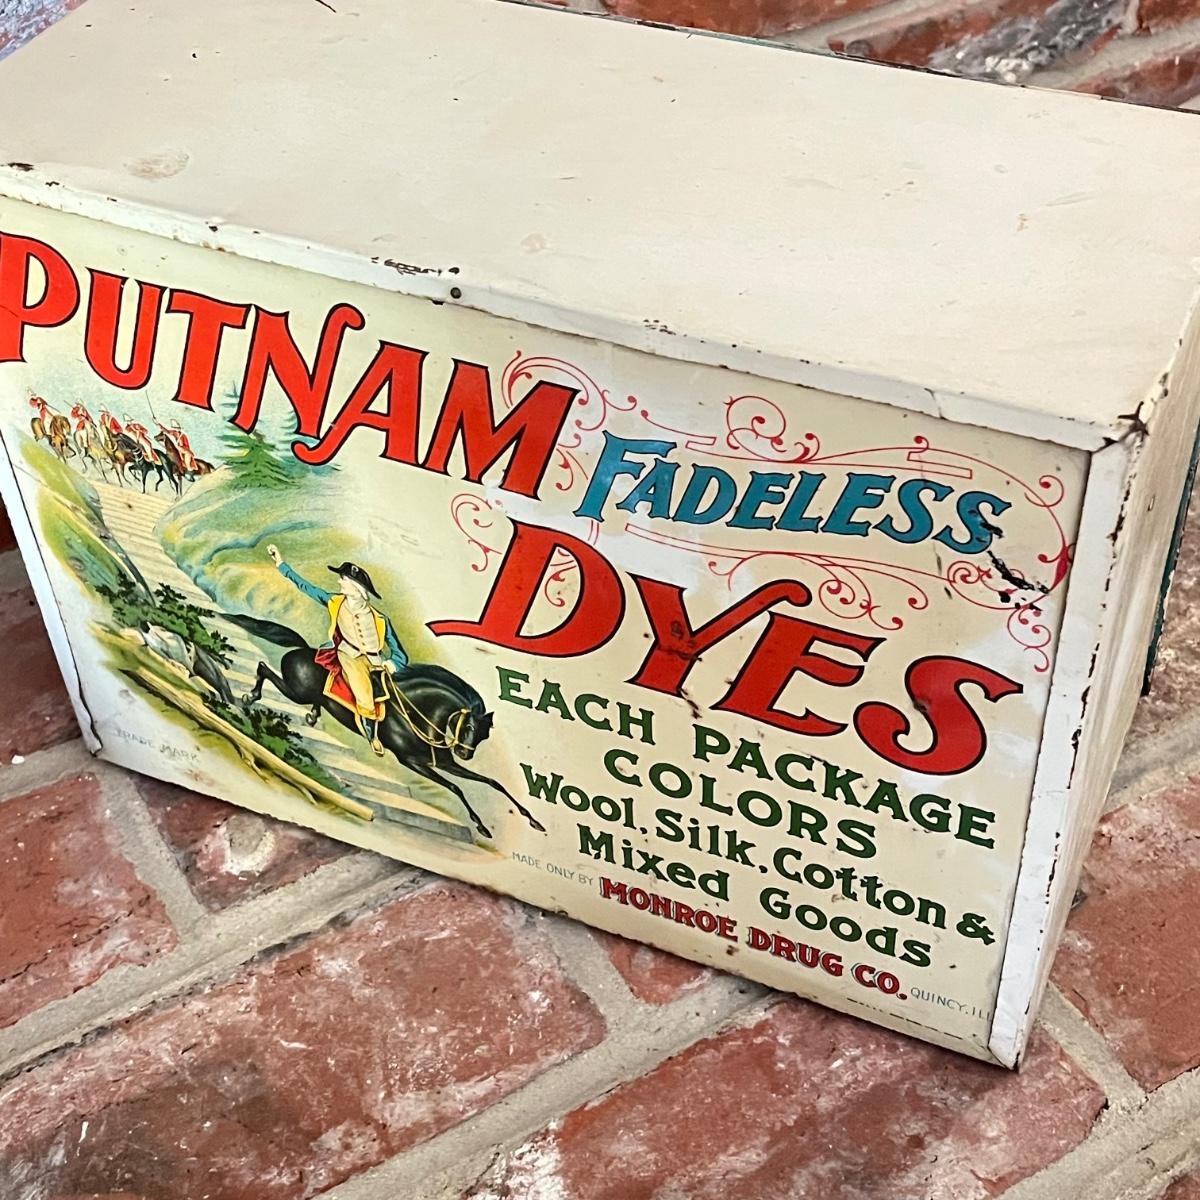 PUTNAM
FADELESS
DYES
EACH PACKAGE
COLORS
Wool, Silk, Cotton &
Mixed Goods
MADE ONLY BY MONROE DRUG CO. QUINCY, ILL
TRADE MARK